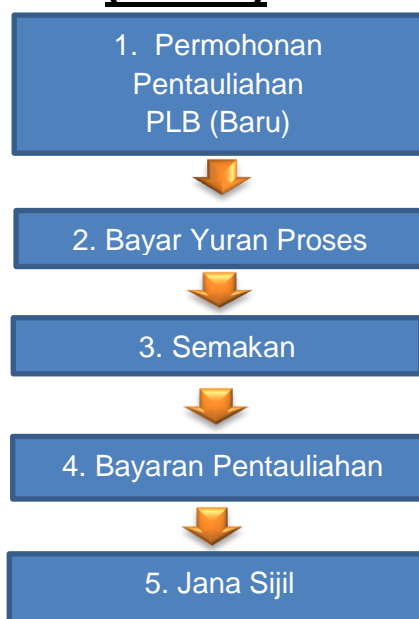 1. Permohonan
Pentauliahan
PLB (Baru)
2. Bayar Yuran Proses
3. Semakan
4. Bayaran Pentauliahan
5. Jana Sijil